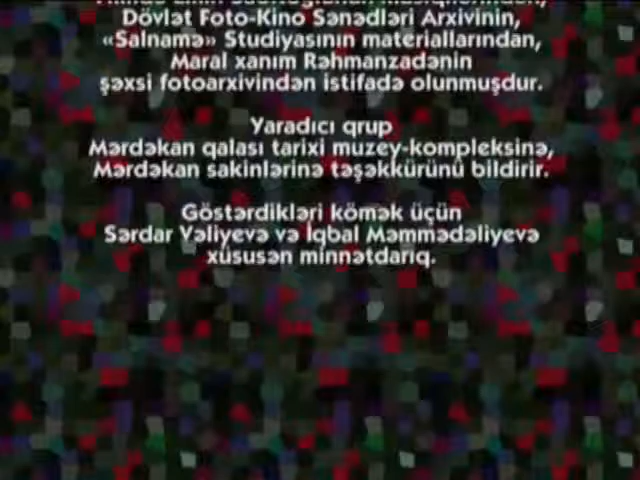 Dövlət Foto-Kino Sənədləri Arxivinin,
«Salnamə» Studiyasının materiallarından,
Maral xanım Rəhmanzadənin
şəxsi fotoarxivindən istifadə olunmuşdur.
Yaradıcı qrup
Mərdəkan qalası tarixi muzey-kompleksinə,
Mərdəkan sakinlərinə təşəkkürünü bildirir.
Göstərdikləri kömək üçün
Sərdar Vəliyevə və İqbal Məmmədəliyevə
xüsusən minnətdarıq.